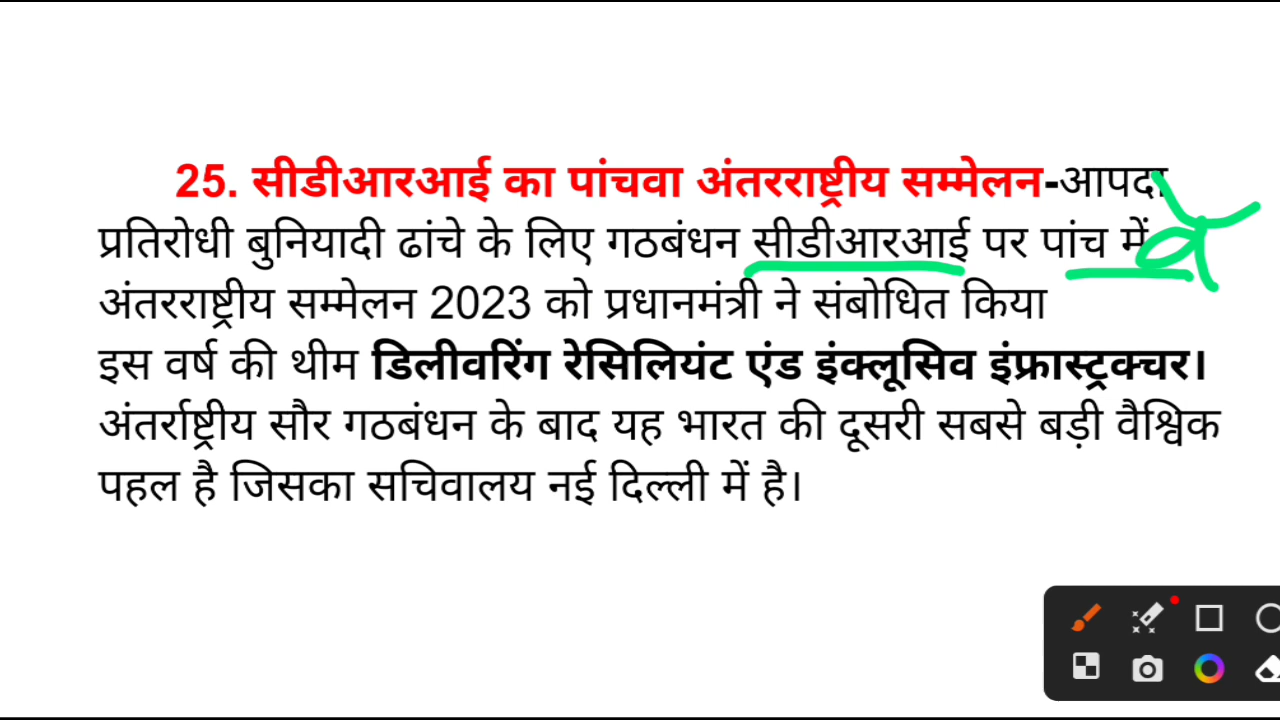 25. सीडीआरआई का पांचवा अंतरराष्ट्रीय सम्मेलन-आपदा
प्रतिरोधी बुनियादी ढांचे के लिए गठबंधन सीडीआरआई पर पांच में
अंतरराष्ट्रीय सम्मेलन 2023 को प्रधानमंत्री ने संबोधित किया
इस वर्ष की थीम डिलीवरिंग रेसिलियंट एंड इंक्लूसिव इंफ्रास्ट्रक्चर।
अंतर्राष्ट्रीय सौर गठबंधन के बाद यह भारत की दूसरी सबसे बड़ी वैश्विक
पहल है जिसका सचिवालय नई दिल्ली में है।